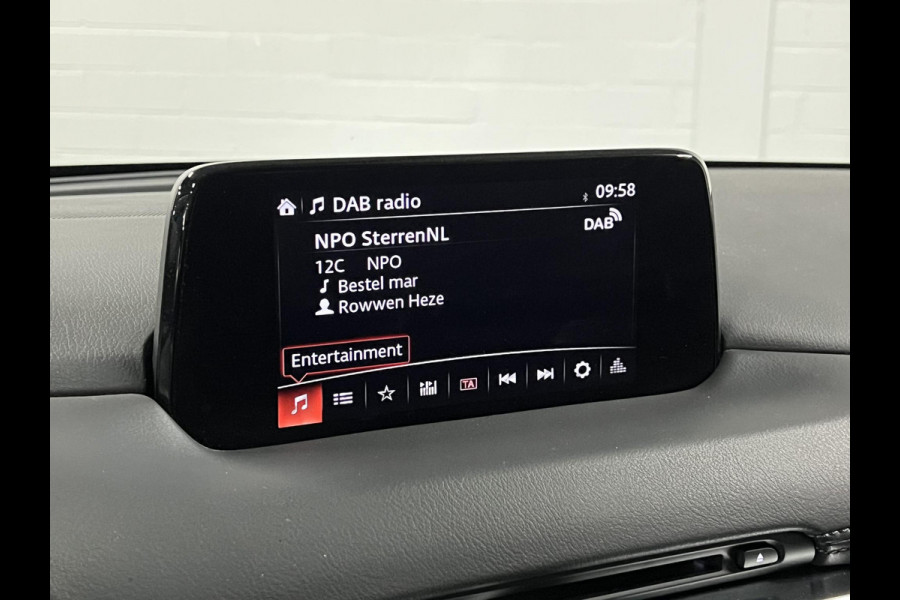 DAB radio 09:58
NPO SterrenNL DAB
12C NPO
Bestel mar
Rowwen Heze
Entertainment
TA